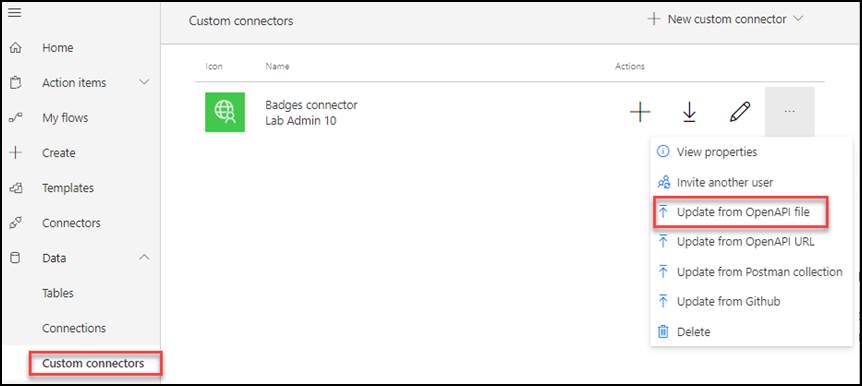 Custom connectors
New custom connector
Home
Action items
My flows
Create
Templates
Connectors
Data
Tables
Connections
Custom connectors
Icon Name Actions
Badges connector
Lab Admin 10
...
View properties
Invite another user
Update from OpenAPI file
Update from OpenAPI URL
Update from Postman collection
Update from Github
Delete